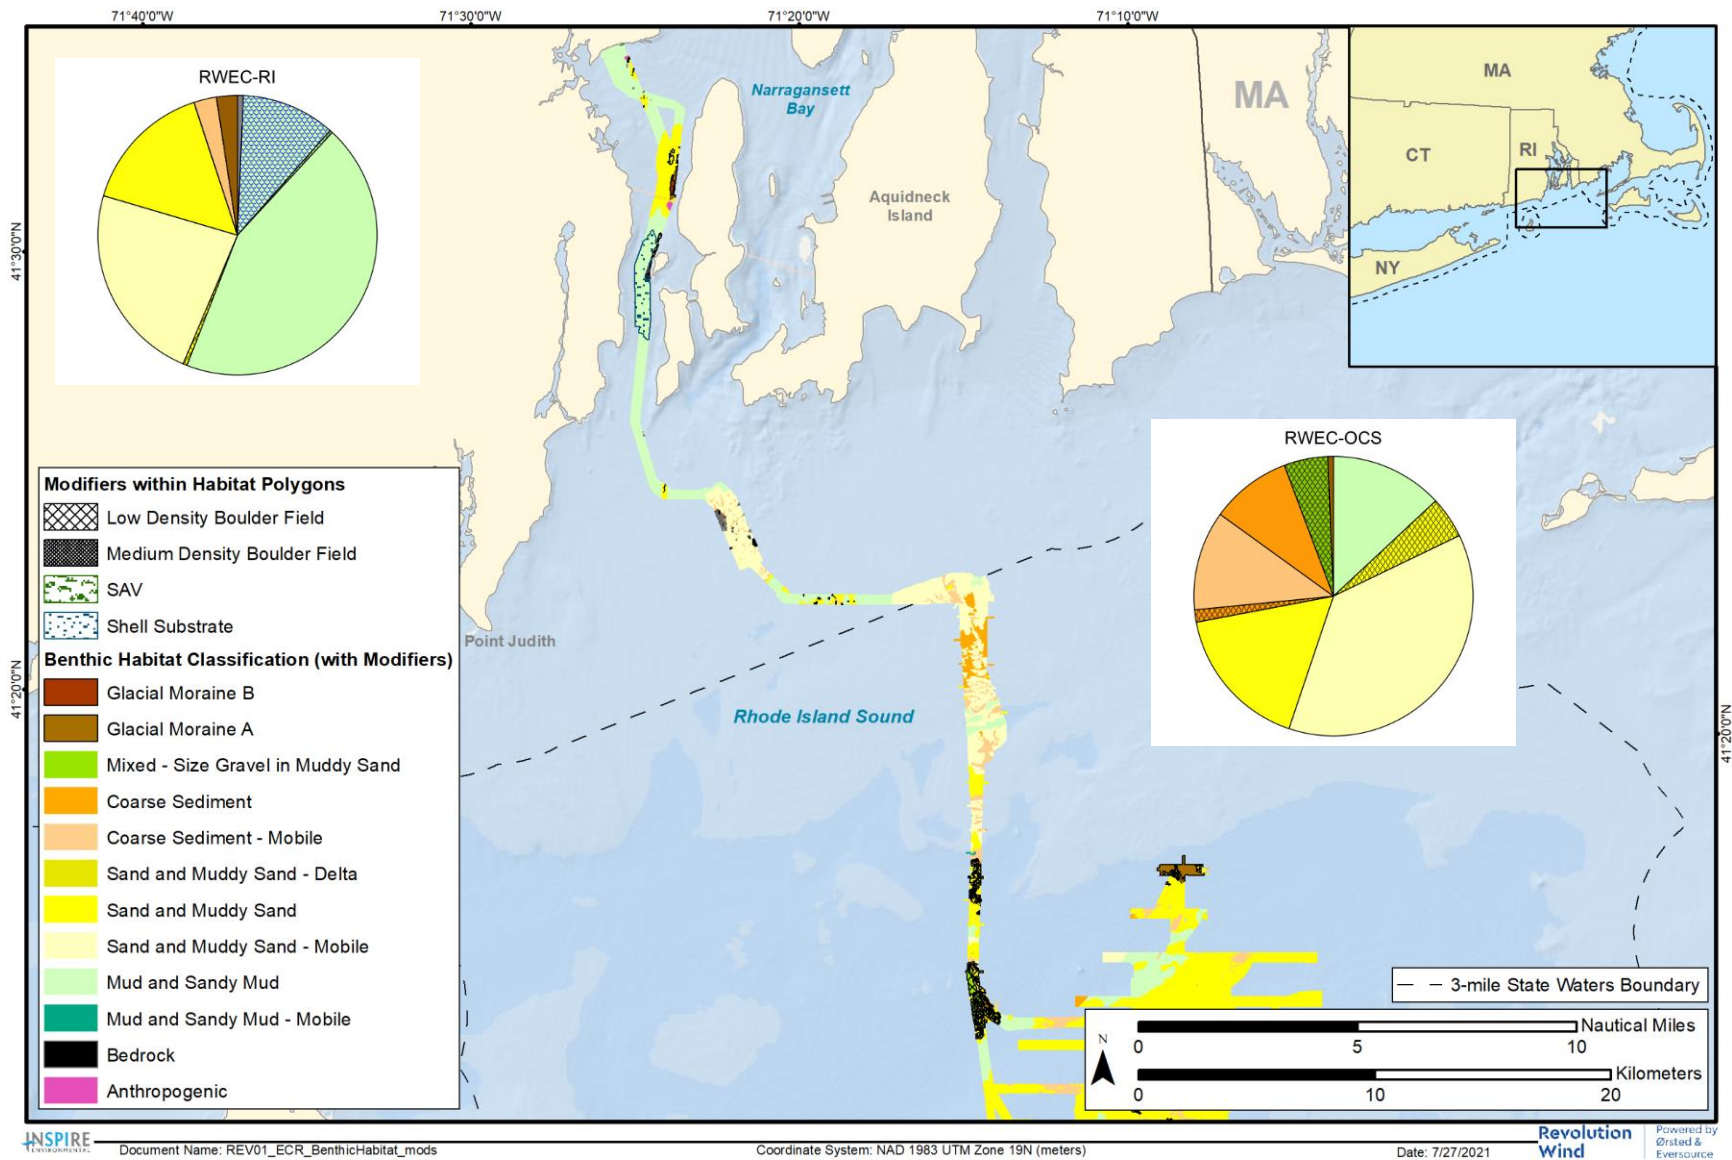 71°40'0"W
71°30'0"W
71°20'0"W
71°10'0"W
RWEC-RI
Narragansett
Bay
MA
Aquidneck
Island
MA
CT
RI
NY
41°30'0"N
41°30'0"N
RWEC-OCS
Modifiers within Habitat Polygons
Low Density Boulder Field
Medium Density Boulder Field
SAV
Shell Substrate
Benthic Habitat Classification (with Modifiers)
Glacial Moraine B
Glacial Moraine A
Mixed - Size Gravel in Muddy Sand
Coarse Sediment
Coarse Sediment - Mobile
Sand and Muddy Sand - Delta
Sand and Muddy Sand
Sand and Muddy Sand - Mobile
Mud and Sandy Mud
Mud and Sandy Mud - Mobile
Bedrock
Anthropogenic
Point Judith
41°20'0"N
Rhode Island Sound
41°20'0"N
3-mile State Waters Boundary
N
Nautical Miles
0 5 10
Kilometers
0 10 20
INSPIRE
ENVIRONMENTAL
Document Name: REV01_ECR_BenthicHabitat_mods
Coordinate System: NAD 1983 UTM Zone 19N (meters)
Date: 7/27/2021
Revolution
Wind
Powered by
Ørsted &
Eversource